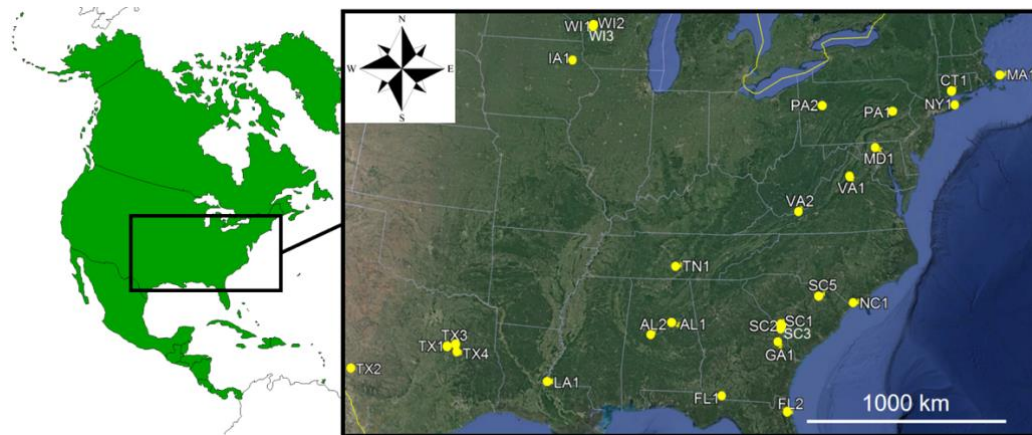 N
W E
S
WI1 WI2
WI3
IA1
MA1
CT1
NY1
PA2
PA1
MD1
VA1
VA2
TN1
SC5
NC1
AL2 AL1
SC2 SC1
SC3
GA1
TX1 TX3
TX4
TX2
LA1
FL1
FL2
1000 km